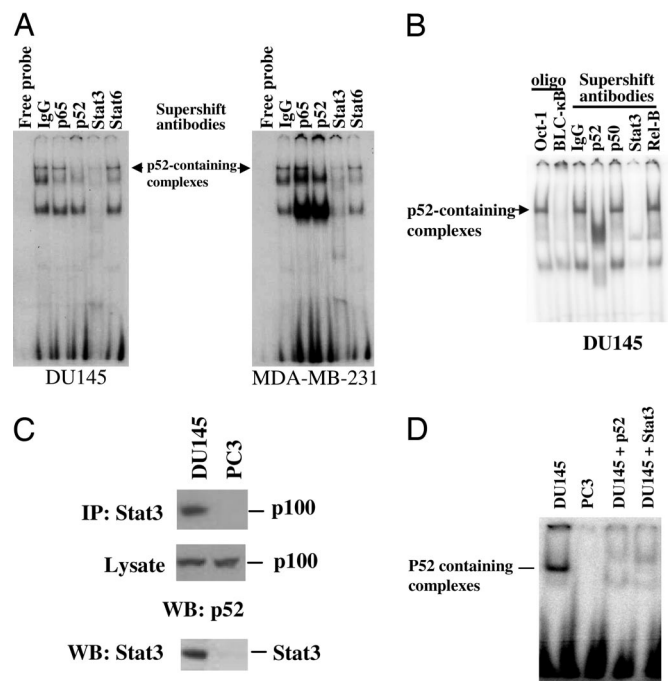 A
Free probe
IgG
p65
p52
Stat3
Stat6
Supershift
antibodies
Free probe
IgG
p65
p52
Stat3
Stat6
p52-containing
complexes
DU145
MDA-MB-231
B
oligo
Supershift
antibodies
Oct-1
BLC-κB
IgG
p52
p50
Stat3
Rel-B
p52-containing
complexes
DU145
C
DU145
PC3
IP: Stat3
p100
Lysate
p100
WB: p52
WB: Stat3
Stat3
D
DU145
PC3
DU145 + p52
DU145 + Stat3
P52 containing
complexes